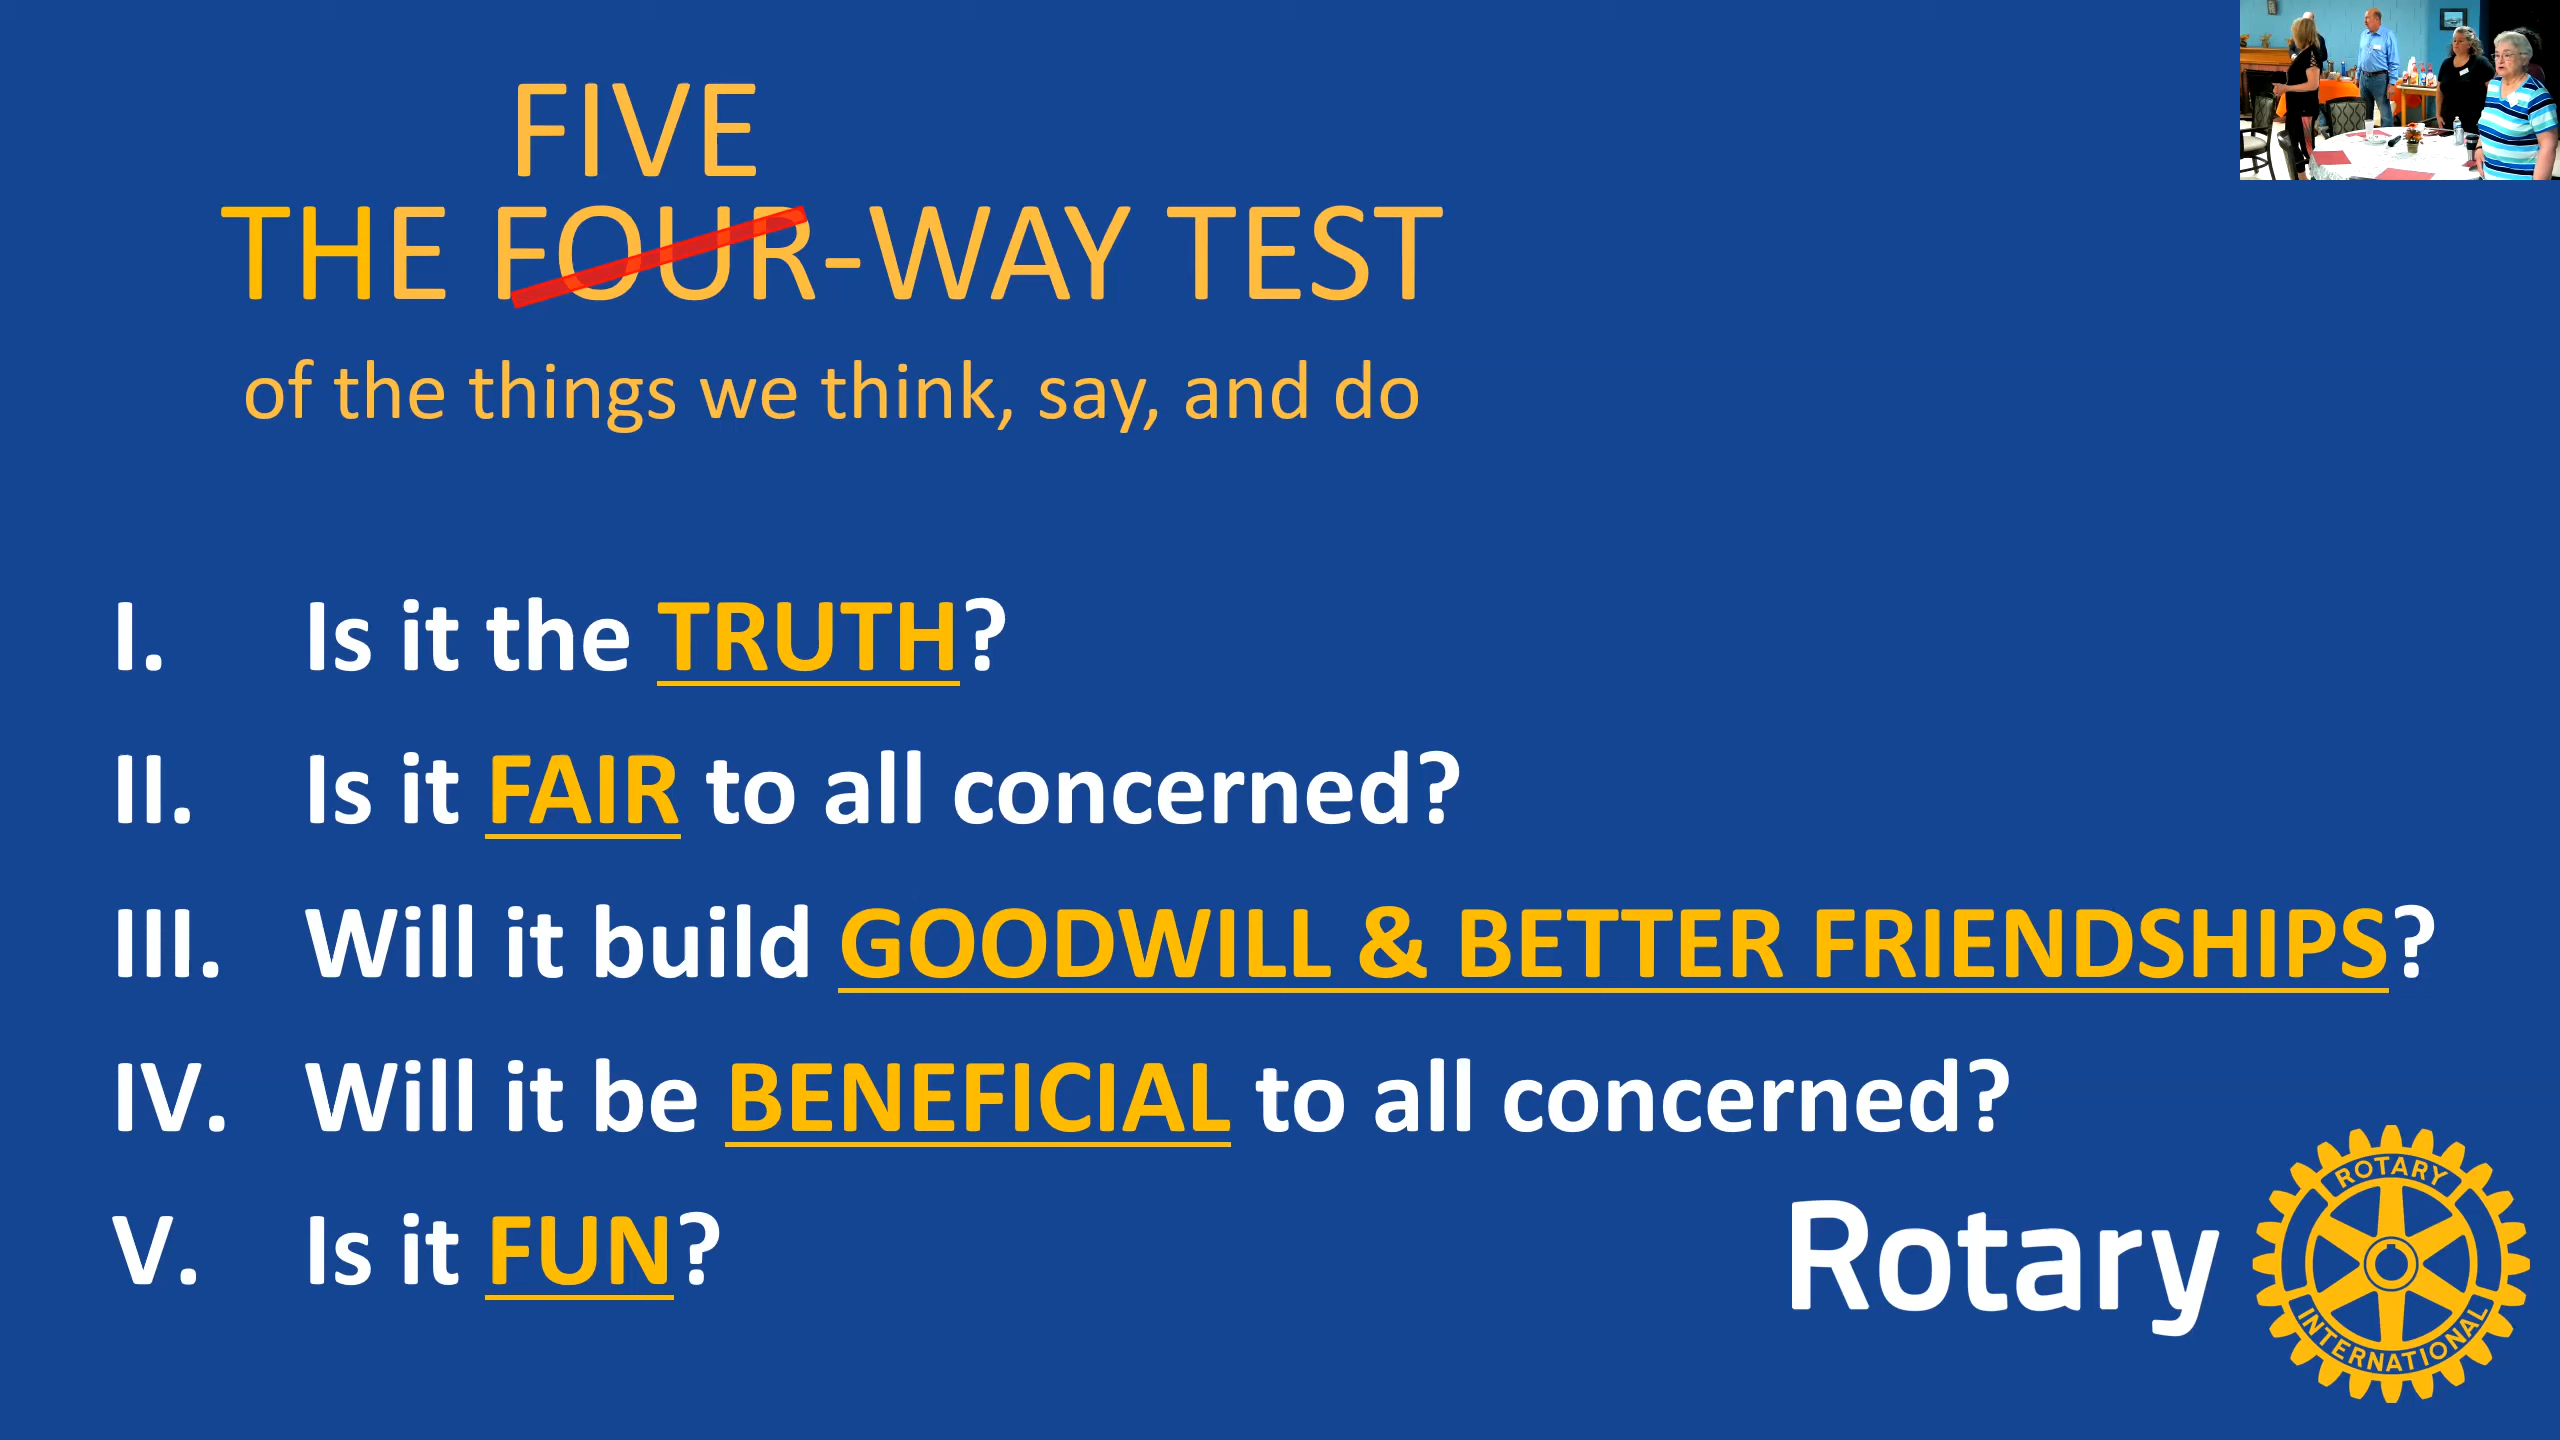 FIVE
THE FOUR-WAY TEST
of the things we think, say, and do
I. Is it the TRUTH?
II. Is it FAIR to all concerned?
III. Will it build GOODWILL & BETTER FRIENDSHIPS?
IV. Will it be BENEFICIAL to all concerned?
V. Is it FUN?
Rotary
ROTARY
INTERNATIONAL